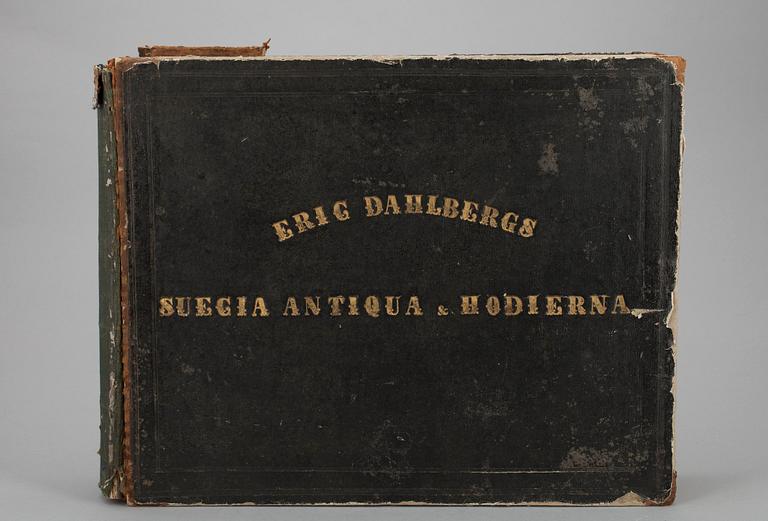 ERIC DAHLBERGS
SUECIA ANTIQUA & HODIERNA